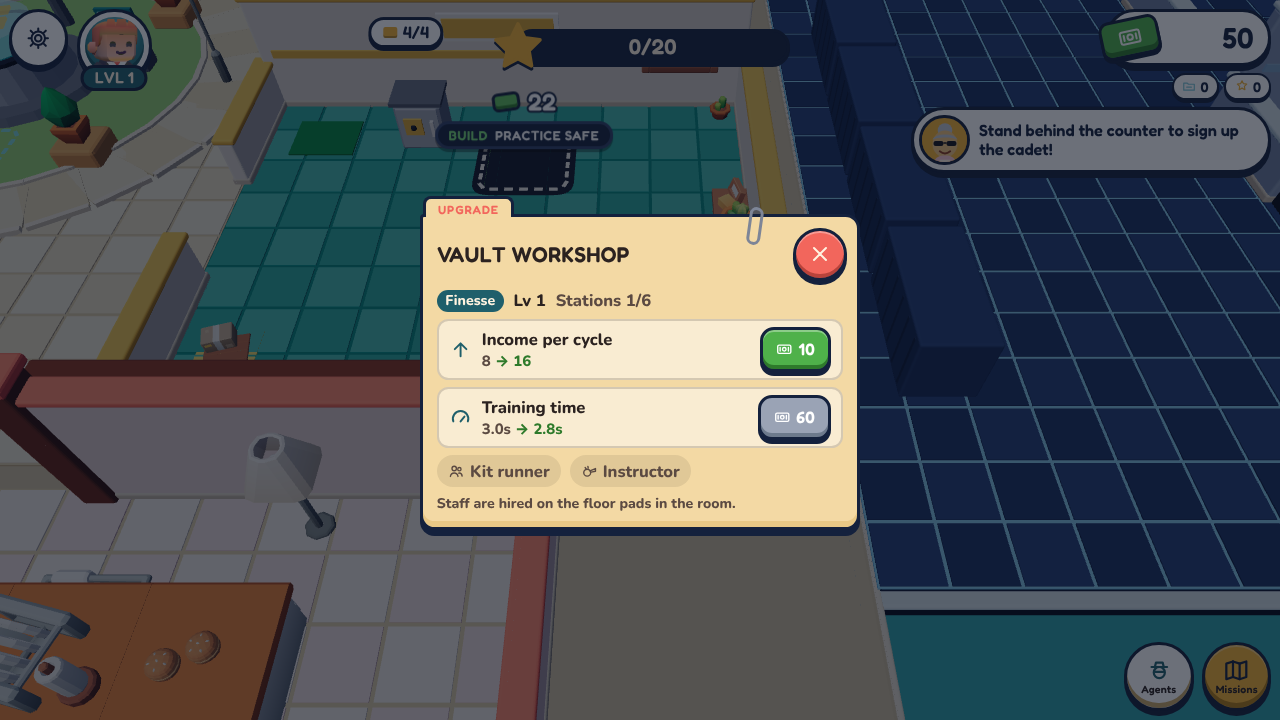 4/4
0/20
50
LVL 1
0
0
22
BUILD PRACTICE SAFE
Stand behind the counter to sign up
the cadet!
UPGRADE
VAULT WORKSHOP
Finesse Lv 1 Stations 1/6
Income per cycle
8 → 16
10
Training time
3.0s → 2.8s
60
Kit runner
Instructor
Staff are hired on the floor pads in the room.
Agents
Missions